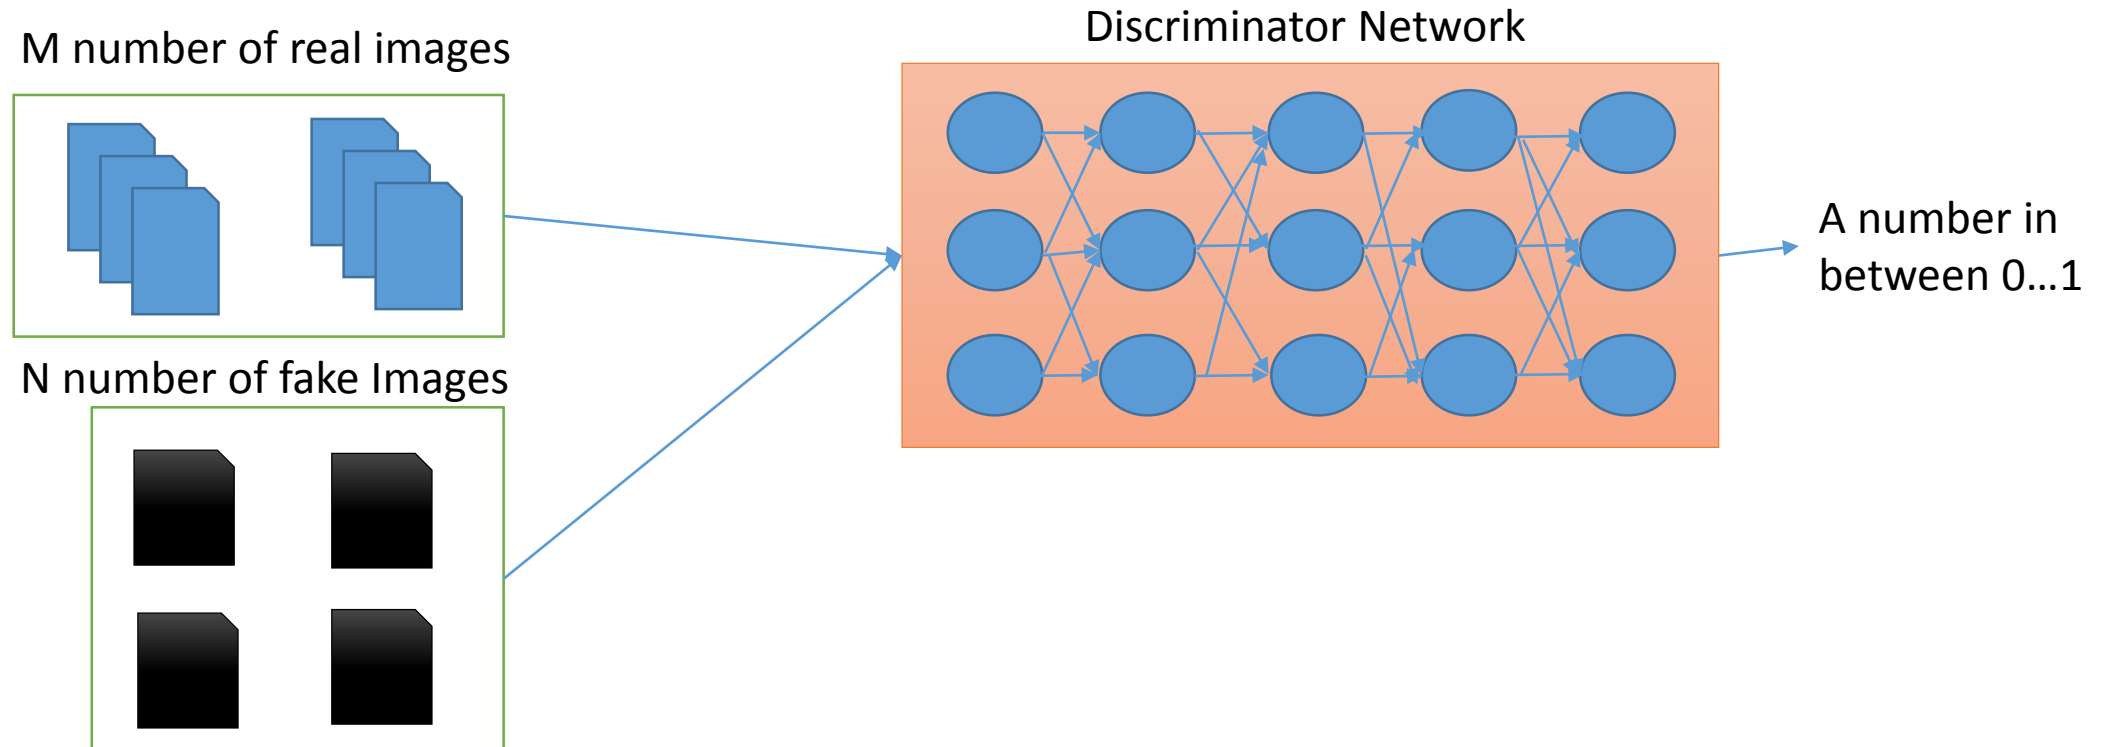 Discriminator Network
M number of real images
N number of fake Images
A number in
between 0...1